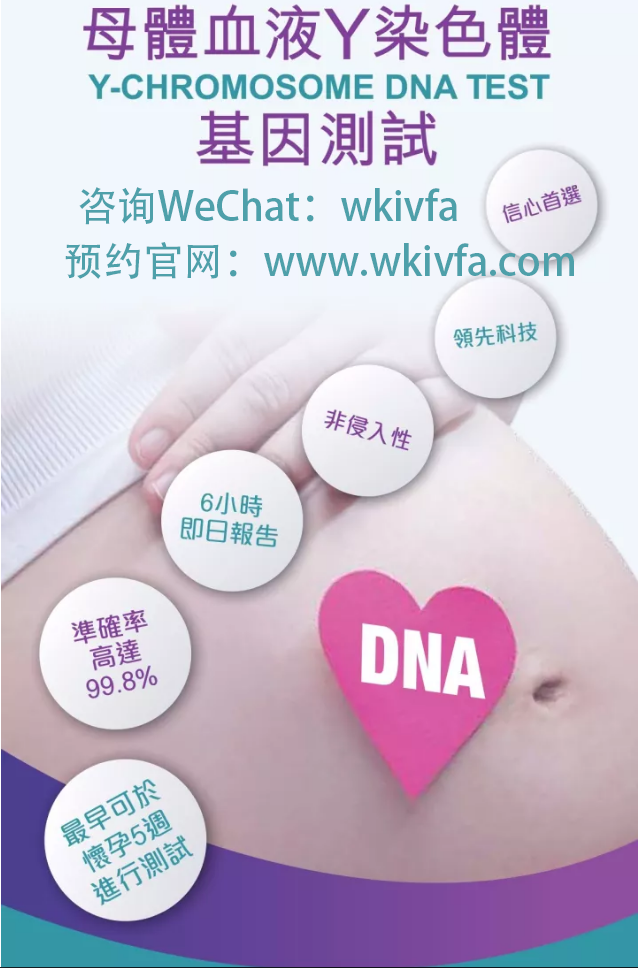 母體血液Y染色體
Y-CHROMOSOME DNA TEST
基因測試
咨询WeChat：wkivfa
预约官网：www.wkivfa.com
信心首選
領先科技
非侵入性
6小時
即日報告
準確率
高達
99.8%
最早可於
懷孕5週
進行測試
DNA